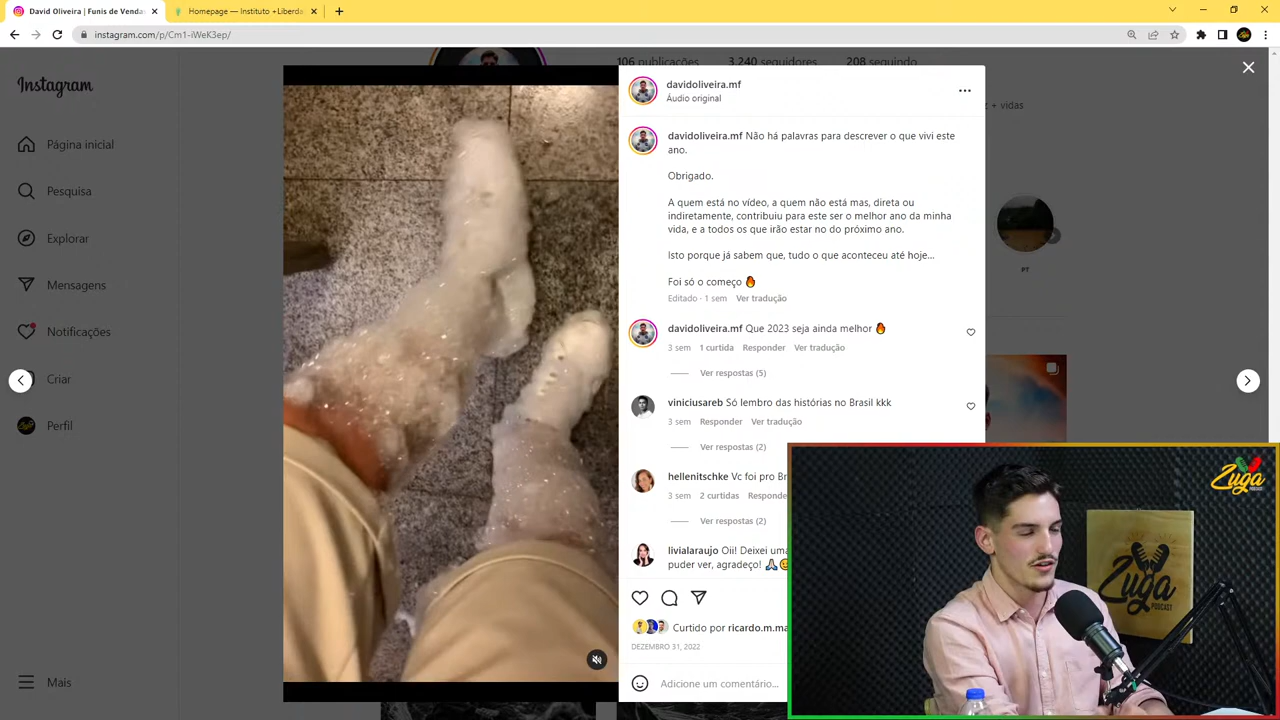 David Oliveira | Funis de Venda
Homepage — Instituto +Liberda
instagram.com/p/Cm1-iWeK3ep/
Instagram
Página inicial
Pesquisa
Explorar
Mensagens
Notificações
Criar
Perfil
Mais
106 publicações 3.240 seguidores 208 seguindo
z + vidas
PT
davidoliveira.mf
Áudio original
davidoliveira.mf Não há palavras para descrever o que vivi este
ano.
Obrigado.
A quem está no vídeo, a quem não está mas, direta ou
indiretamente, contribuiu para este ser o melhor ano da minha
vida, e a todos os que irão estar no do próximo ano.
Isto porque já sabem que, tudo o que aconteceu até hoje...
Foi só o começo 🔥
Editado · 1 sem Ver tradução
davidoliveira.mf Que 2023 seja ainda melhor 🔥
3 sem 1 curtida Responder Ver tradução
Ver respostas (5)
viniciusareb Só lembro das histórias no Brasil kkk
3 sem Responder Ver tradução
Ver respostas (2)
hellenitschke Vc foi pro Br
3 sem 2 curtidas Responde
Ver respostas (2)
livialaraujo Oii! Deixei uma
puder ver, agradeço! 🙏🏻😊
Curtido por ricardo.m.ma
DEZEMBRO 31, 2022
Adicione um comentário...
Zuga
PODCAST
Zuga
PODCAST